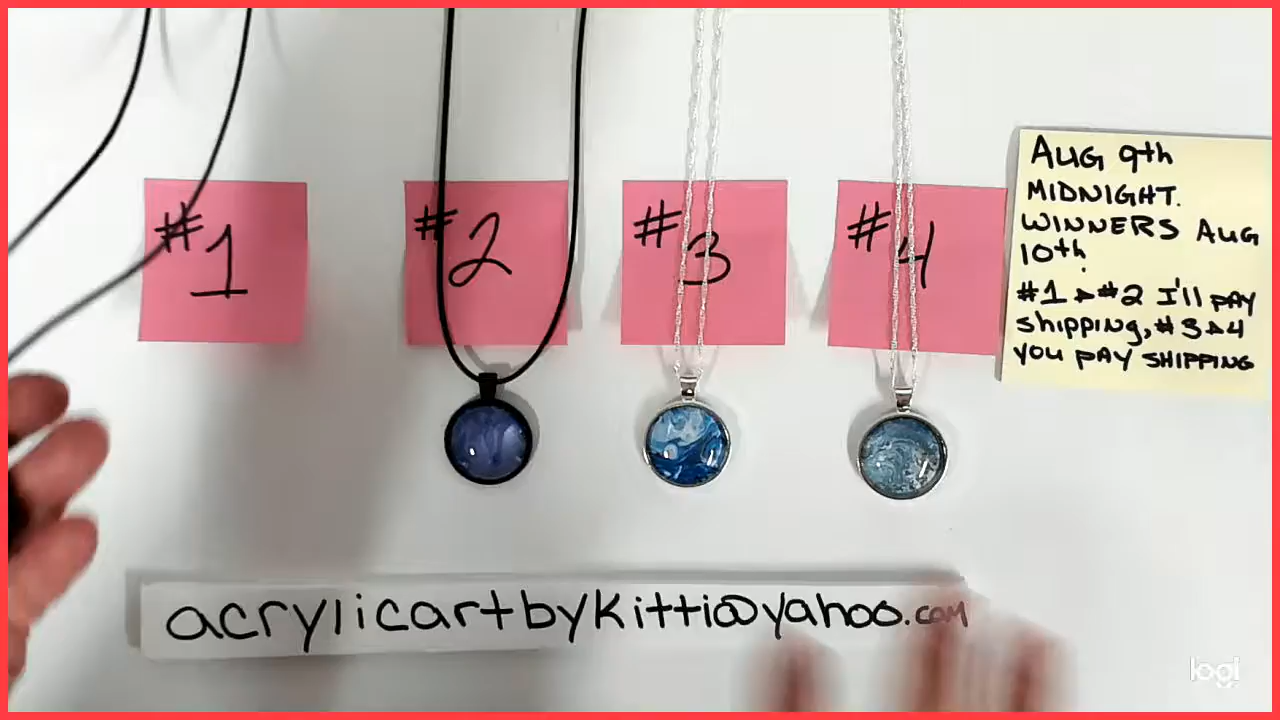 #1
#2
#3
#4
AUG 9th
MIDNIGHT.
WINNERS AUG
10th.
#1 & #2 I'll PAY
shipping, #3 & 4
YOU PAY SHIPPING
acrylicartbykitti@yahoo.com
logi